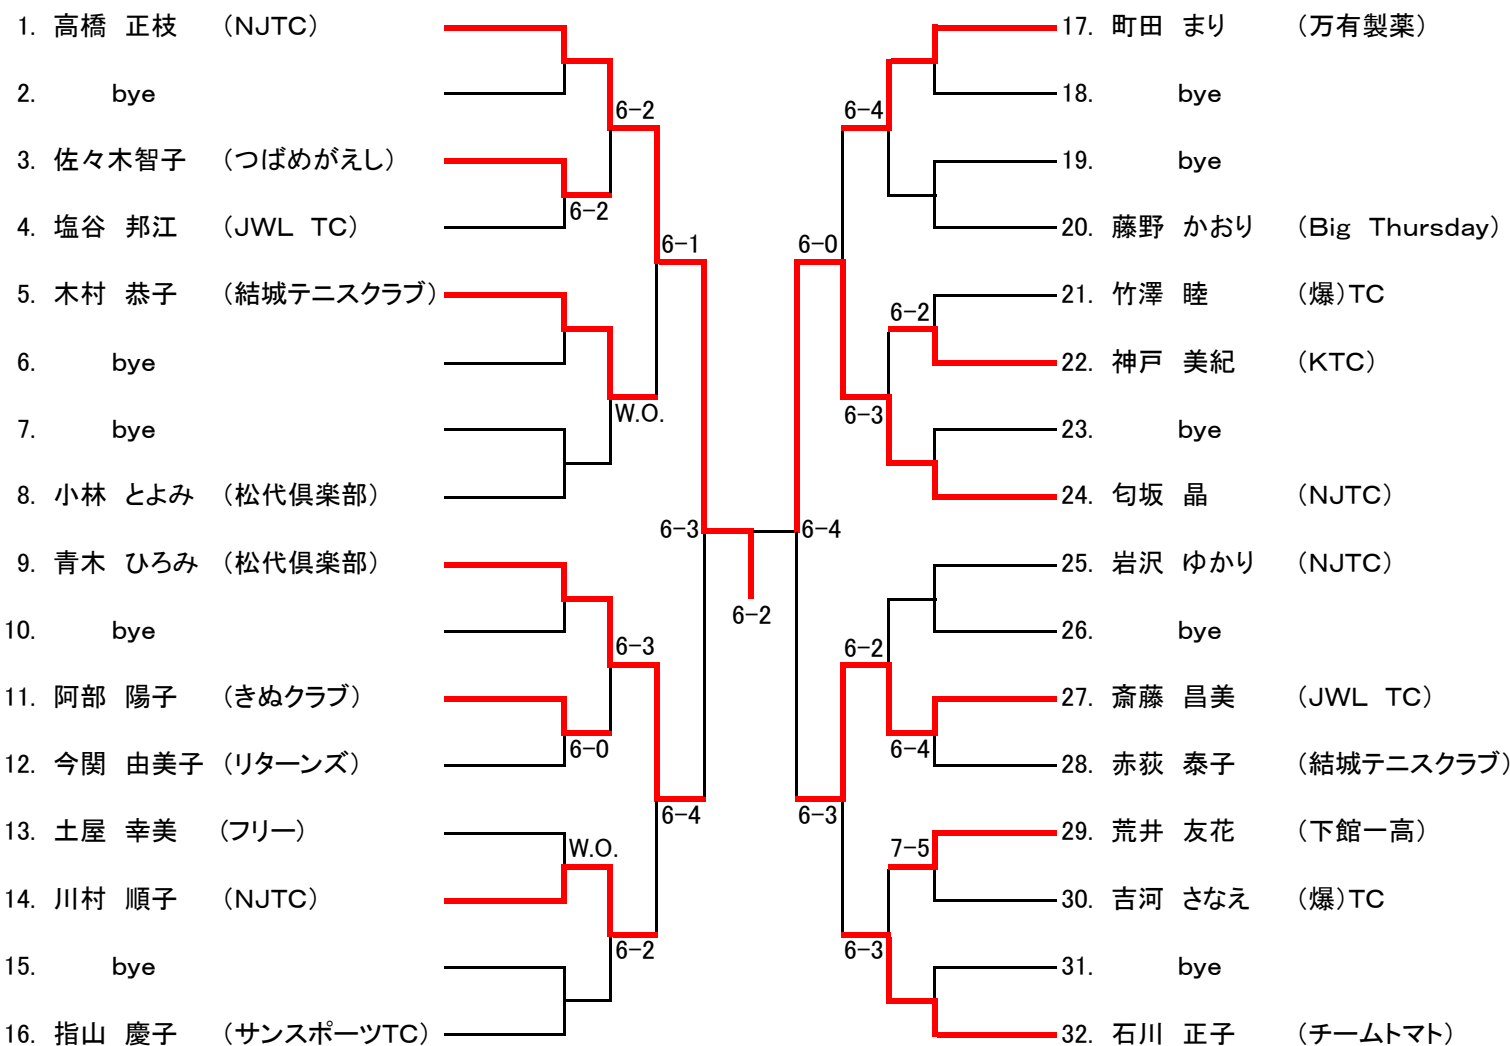 1. 高橋 正枝 (NJTC)
2. bye
3. 佐々木智子 (つばめがえし)
4. 塩谷 邦江 (JWL TC)
5. 木村 恭子 (結城テニスクラブ)
6. bye
7. bye
8. 小林 とよみ (松代倶楽部)
9. 青木 ひろみ (松代倶楽部)
10. bye
11. 阿部 陽子 (きぬクラブ)
12. 今関 由美子 (リターンズ)
13. 土屋 幸美 (フリー)
14. 川村 順子 (NJTC)
15. bye
16. 指山 慶子 (サンスポーツTC)
6-2
6-2
6-1
W.O.
6-3
6-3
6-0
6-4
W.O.
6-2
6-2
17. 町田 まり (万有製薬)
18. bye
19. bye
20. 藤野 かおり (Big Thursday)
21. 竹澤 睦 (爆)TC
22. 神戸 美紀 (KTC)
23. bye
24. 匂坂 晶 (NJTC)
25. 岩沢 ゆかり (NJTC)
26. bye
27. 斎藤 昌美 (JWL TC)
28. 赤荻 泰子 (結城テニスクラブ)
29. 荒井 友花 (下館一高)
30. 吉河 さなえ (爆)TC
31. bye
32. 石川 正子 (チームトマト)
6-4
6-0
6-2
6-3
6-4
6-2
6-4
6-3
7-5
6-3